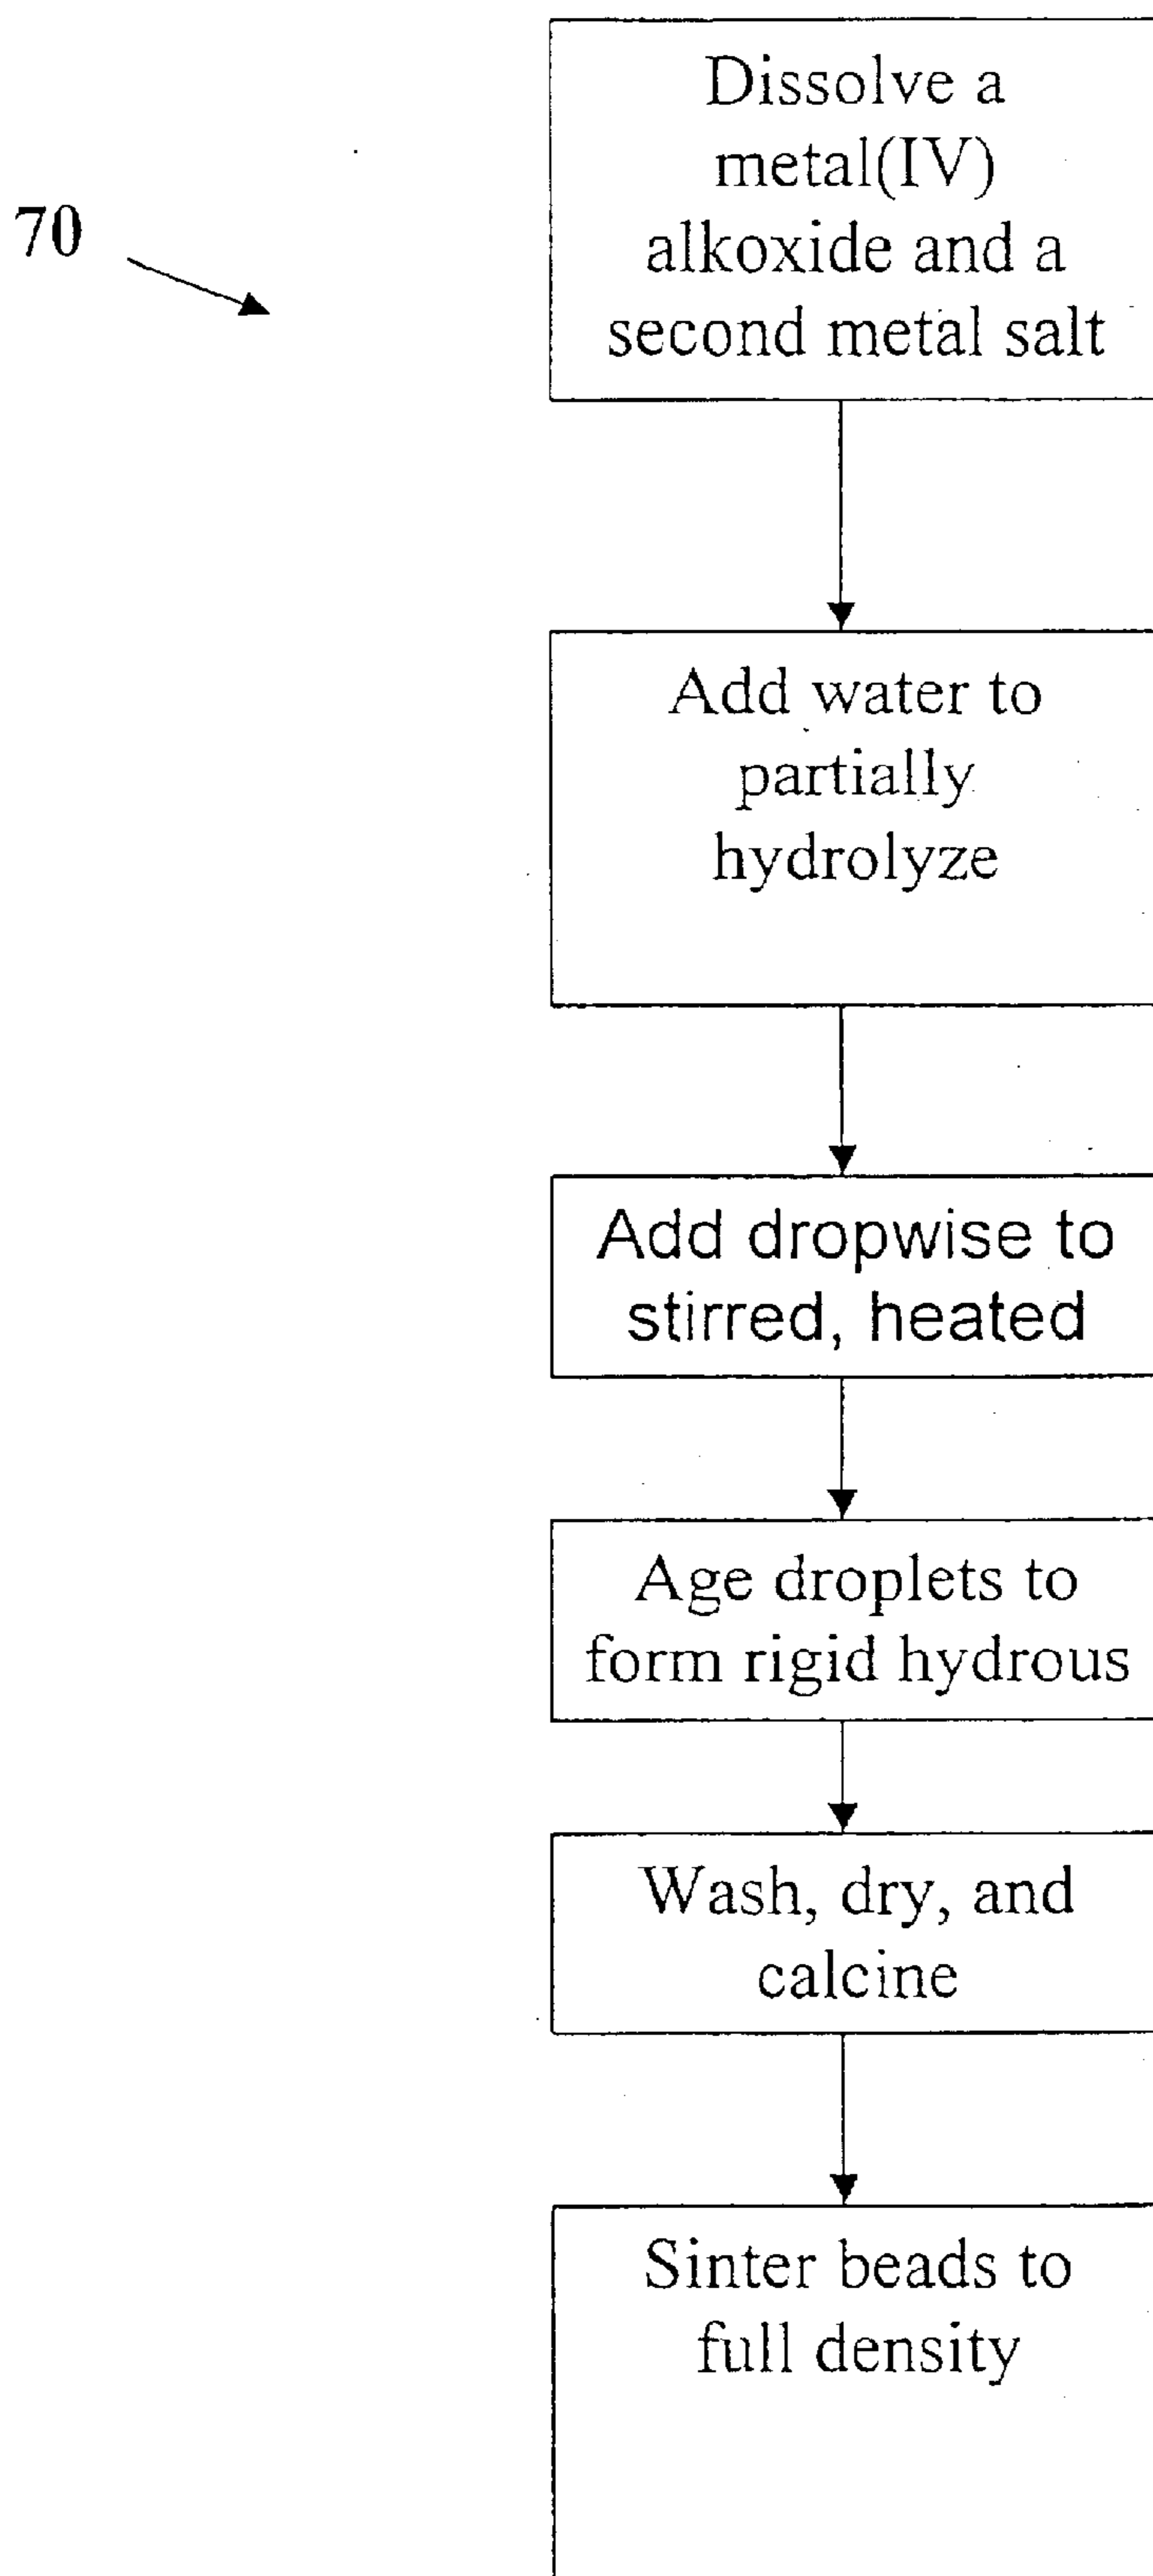 70
Dissolve a
metal(IV)
alkoxide and a
second metal salt
Add water to
partially
hydrolyze
Add dropwise to
stirred, heated
Age droplets to
form rigid hydrous
Wash, dry, and
calcine
Sinter beads to
full density